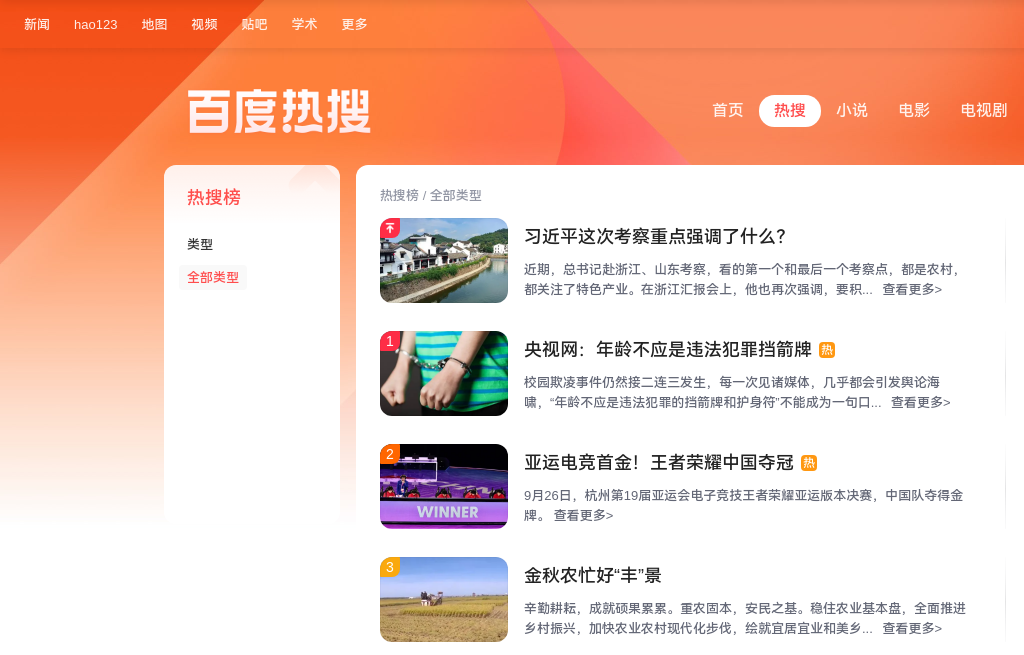 新闻 hao123 地图 视频 贴吧 学术 更多
百度热搜
首页 热搜 小说 电影 电视剧
热搜榜
类型
全部类型
热搜榜 / 全部类型
习近平这次考察重点强调了什么？
近期，总书记赴浙江、山东考察，看的第一个和最后一个考察点，都是农村，
都关注了特色产业。在浙江汇报会上，他也再次强调，要积... 查看更多>
1
央视网：年龄不应是违法犯罪挡箭牌 热
校园欺凌事件仍然接二连三发生，每一次见诸媒体，几乎都会引发舆论海
啸，“年龄不应是违法犯罪的挡箭牌和护身符”不能成为一句口... 查看更多>
2
WINNER
亚运电竞首金！王者荣耀中国夺冠 热
9月26日，杭州第19届亚运会电子竞技王者荣耀亚运版本决赛，中国队夺得金
牌。 查看更多>
3
金秋农忙好“丰”景
辛勤耕耘，成就硕果累累。重农固本，安民之基。稳住农业基本盘，全面推进
乡村振兴，加快农业农村现代化步伐，绘就宜居宜业和美乡... 查看更多>